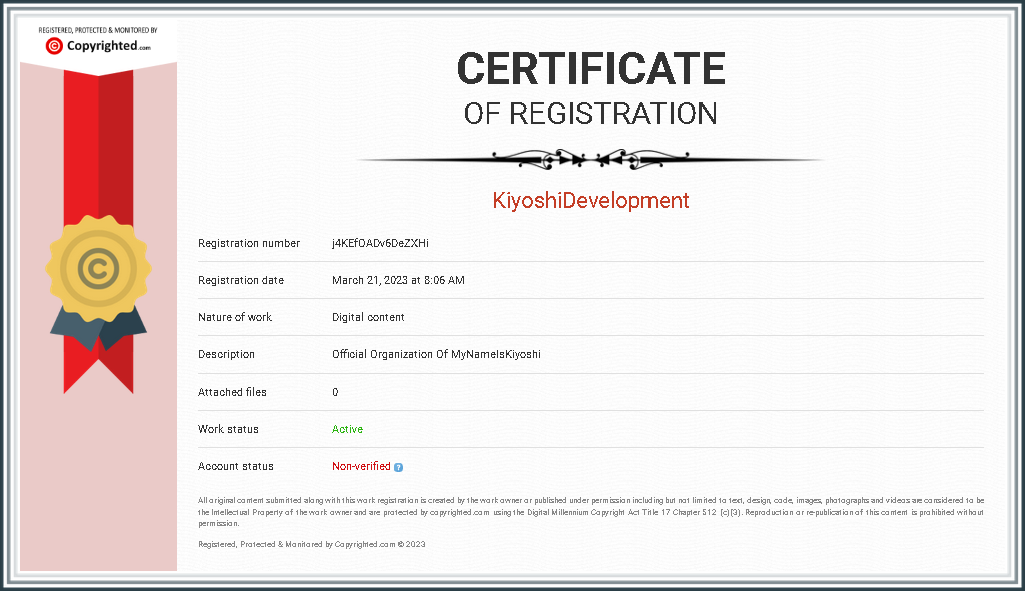 REGISTERED, PROTECTED & MONITORED BY
© Copyrighted.com
CERTIFICATE
OF REGISTRATION
KiyoshiDevelopment
©
Registration number j4KEfOADv6DeZXHi
Registration date March 21, 2023 at 8:06 AM
Nature of work Digital content
Description Official Organization Of MyNameIsKiyoshi
Attached files 0
Work status Active
Account status Non-verified ?
All original content submitted along with this work registration is created by the work owner or published under permission including but not limited to text, design, code, images, photographs and videos are considered to be
the Intellectual Property of the work owner and are protected by copyrighted.com using the Digital Millennium Copyright Act Title 17 Chapter 512 (c)(3). Reproduction or re-publication of this content is prohibited without
permission.
Registered, Protected & Monitored by Copyrighted.com © 2023